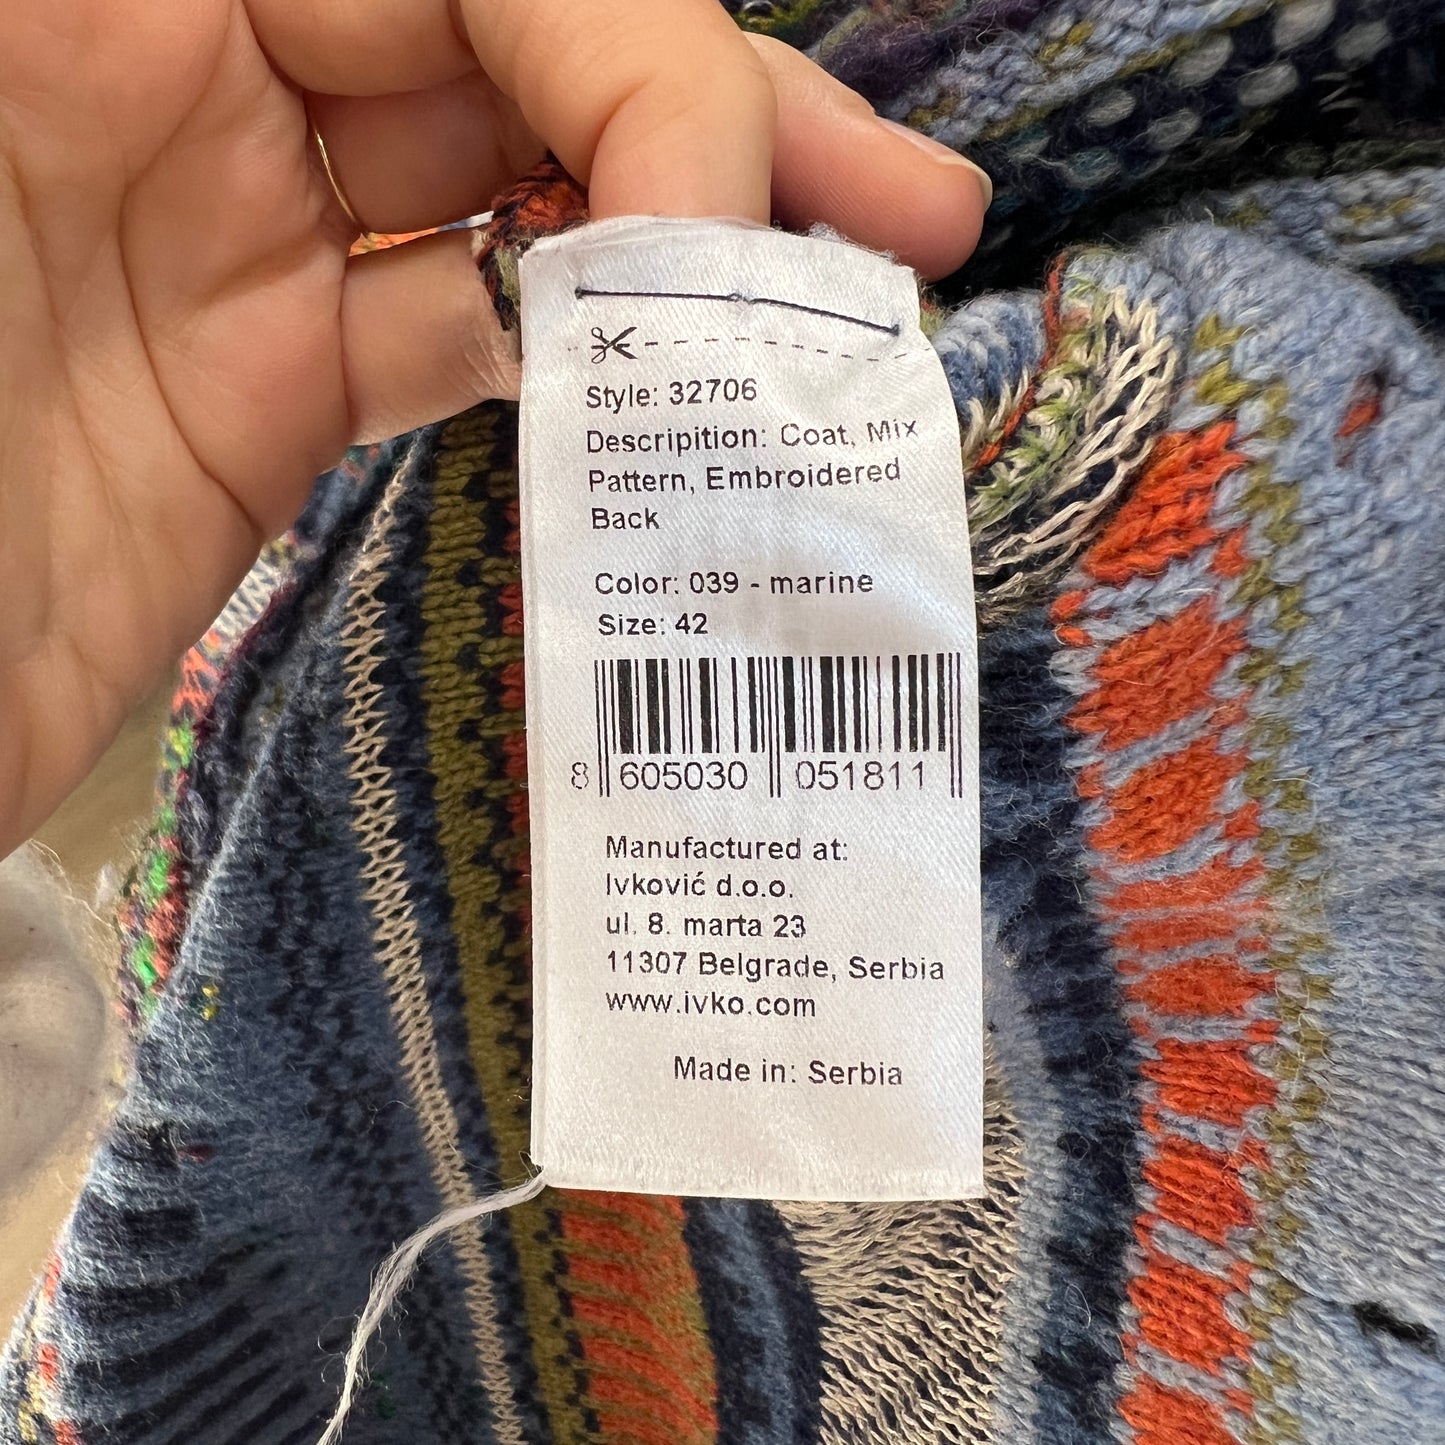 Style: 32706
Descripition: Coat, Mix
Pattern, Embroidered
Back
Color: 039 - marine
Size: 42
8 605030 051811
Manufactured at:
Ivković d.o.o.
ul. 8. marta 23
11307 Belgrade, Serbia
www.ivko.com
Made in: Serbia